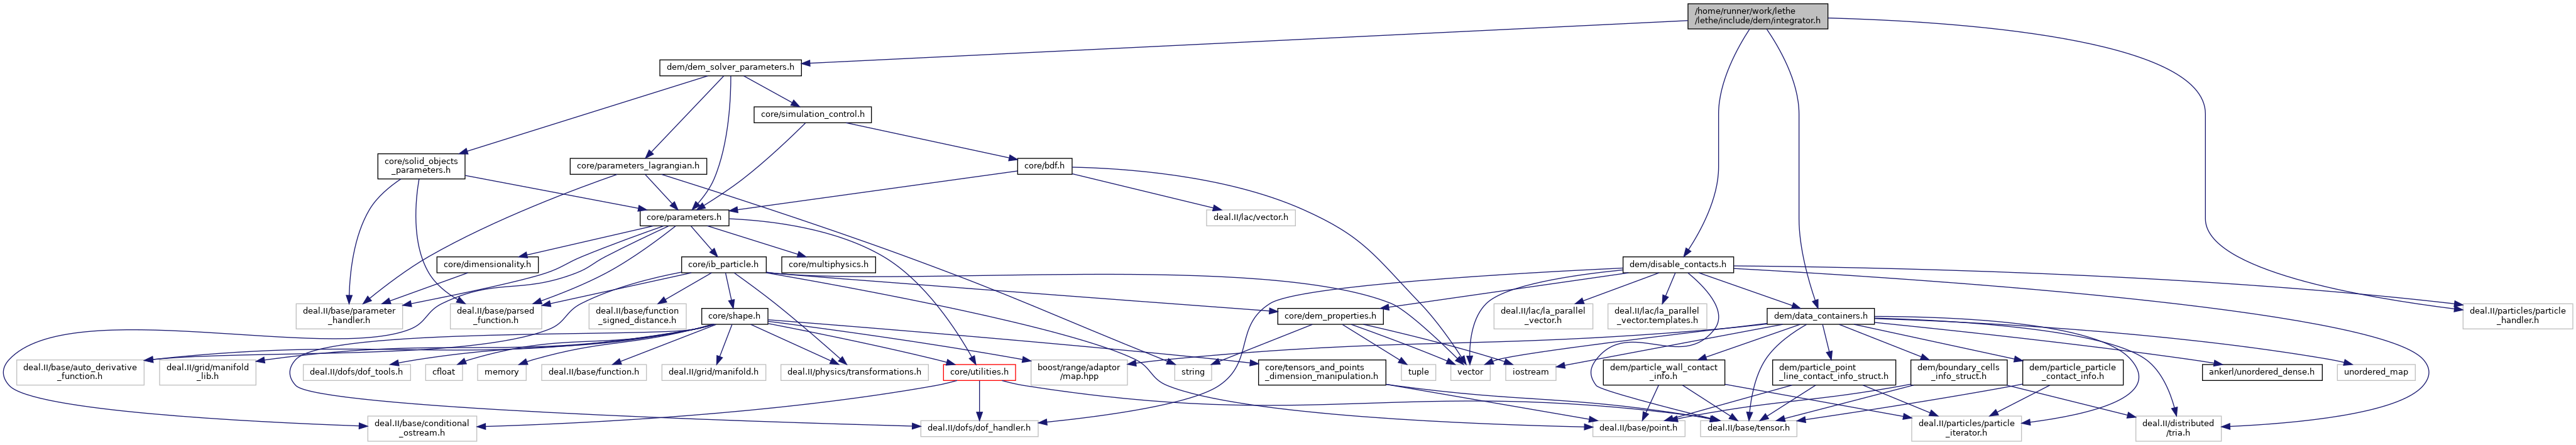 /home/runner/work/lethe
/lethe/include/dem/integrator.h
dem/dem_solver_parameters.h
core/simulation_control.h
core/solid_objects
_parameters.h
core/parameters_lagrangian.h
core/bdf.h
core/parameters.h
deal.II/lac/vector.h
core/dimensionality.h
core/ib_particle.h
core/multiphysics.h
dem/disable_contacts.h
deal.II/base/parameter
_handler.h
deal.II/base/parsed
_function.h
deal.II/base/function
_signed_distance.h
core/shape.h
core/dem_properties.h
deal.II/lac/la_parallel
_vector.h
deal.II/lac/la_parallel
_vector.templates.h
dem/data_containers.h
deal.II/particles/particle
_handler.h
deal.II/base/auto_derivative
_function.h
deal.II/grid/manifold
_lib.h
deal.II/dofs/dof_tools.h
cfloat
memory
deal.II/base/function.h
deal.II/grid/manifold.h
deal.II/physics/transformations.h
core/utilities.h
boost/range/adaptor
/map.hpp
string
core/tensors_and_points
_dimension_manipulation.h
tuple
vector
iostream
dem/particle_wall_contact
_info.h
dem/particle_point
_line_contact_info_struct.h
dem/boundary_cells
_info_struct.h
dem/particle_particle
_contact_info.h
ankerl/unordered_dense.h
unordered_map
deal.II/base/conditional
_ostream.h
deal.II/dofs/dof_handler.h
deal.II/base/point.h
deal.II/base/tensor.h
deal.II/particles/particle
_iterator.h
deal.II/distributed
/tria.h